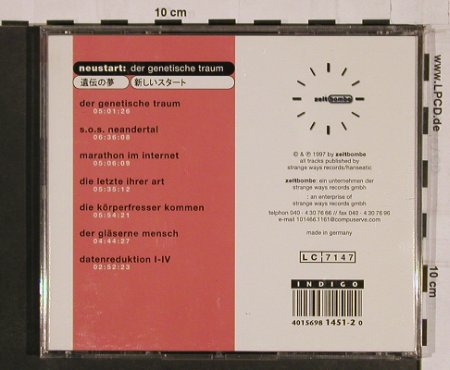 10 cm
10 cm
www.LPCD.de
10 cm
neustart: der genetische traum
遺伝の夢 新しいスタート
der genetische traum
05:01:26
s.o.s. neandertal
06:36:08
marathon im internet
05:06:09
die letzte ihrer art
05:35:12
die körperfresser kommen
05:54:21
der gläserne mensch
04:44:27
datenreduktion I-IV
02:52:23
zeitbombe
© & ℗ 1997 by zeitbombe
all tracks published by
strange ways records/hanseatic
zeitbombe: ein unternehmen der
strange ways records gmbh
an enterprise of
strange ways records gmbh
telphon 040 - 4 30 76 66 // fax 040 - 4 30 76 96
e-mail 101466.1161@compuserve.com
made in germany
LC 7147
INDIGO
4015698 1451-2 0